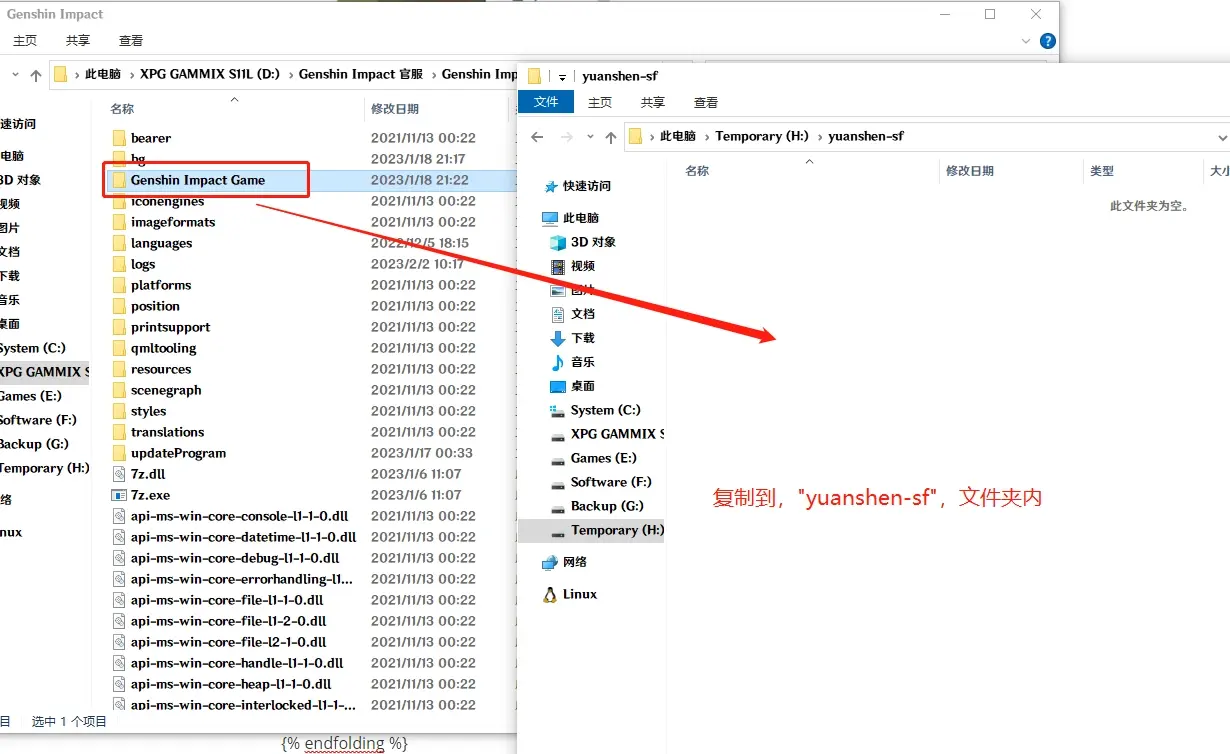 Genshin Impact
主页 共享 查看
此电脑 › XPG GAMMIX S11L (D:) › Genshin Impact 官服 › Genshin Imp
名称 修改日期
速访问
电脑
3D 对象
视频
图片
文档
下载
音乐
桌面
System (C:)
XPG GAMMIX S
Games (E:)
Software (F:)
Backup (G:)
Temporary (H:)
络
nux
bearer 2021/11/13 00:22
bg 2023/1/18 21:17
Genshin Impact Game 2023/1/18 21:22
iconengines 2021/11/13 00:22
imageformats 2021/11/13 00:22
languages 2022/12/5 18:15
logs 2023/2/2 10:17
platforms 2021/11/13 00:22
position 2021/11/13 00:22
printsupport 2021/11/13 00:22
qmltooling 2021/11/13 00:22
resources 2021/11/13 00:22
scenegraph 2021/11/13 00:22
styles 2021/11/13 00:22
translations 2021/11/13 00:22
updateProgram 2023/1/17 00:33
7z.dll 2023/1/6 11:07
7z.exe 2023/1/6 11:07
api-ms-win-core-console-l1-1-0.dll 2021/11/13 00:22
api-ms-win-core-datetime-l1-1-0.dll 2021/11/13 00:22
api-ms-win-core-debug-l1-1-0.dll 2021/11/13 00:22
api-ms-win-core-errorhandling-l1... 2021/11/13 00:22
api-ms-win-core-file-l1-1-0.dll 2021/11/13 00:22
api-ms-win-core-file-l1-2-0.dll 2021/11/13 00:22
api-ms-win-core-file-l2-1-0.dll 2021/11/13 00:22
api-ms-win-core-handle-l1-1-0.dll 2021/11/13 00:22
api-ms-win-core-heap-l1-1-0.dll 2021/11/13 00:22
api-ms-win-core-interlocked-l1-1-... 2021/11/13 00:22
目 选中 1 个项目
{% endfolding %}
yuanshen-sf
文件 主页 共享 查看
此电脑 › Temporary (H:) › yuanshen-sf
名称 修改日期 类型 大小
此文件夹为空。
快速访问
此电脑
3D 对象
视频
图片
文档
下载
音乐
桌面
System (C:)
XPG GAMMIX S
Games (E:)
Software (F:)
Backup (G:)
Temporary (H:)
网络
Linux
复制到，"yuanshen-sf"，文件夹内